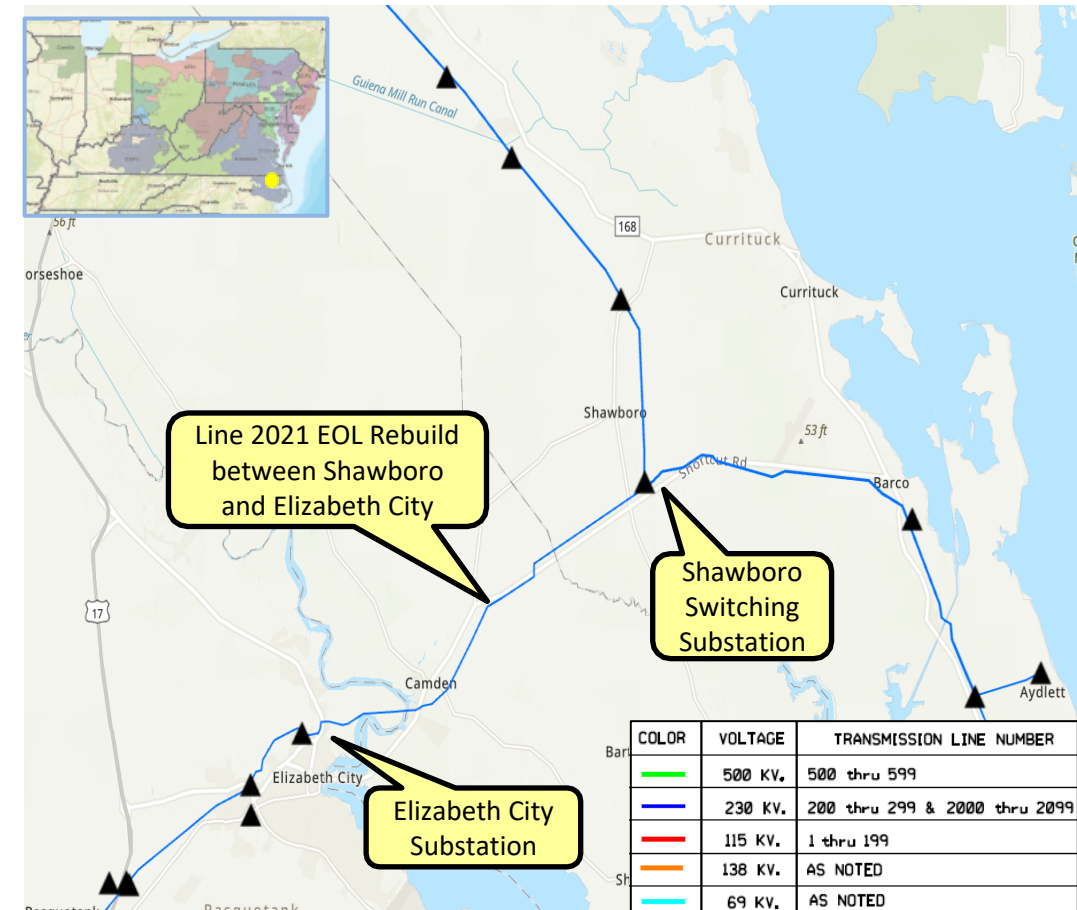 Guiena Mill Run Canal
168
Currituck
56 ft
orseshoe
Currituck
Shawboro
53 ft
Line 2021 EOL Rebuild
between Shawboro
and Elizabeth City
Shortcut Rd
Barco
Shawboro
Switching
Substation
17
Camden
Aydlett
Elizabeth City
Elizabeth City
Substation
COLOR VOLTAGE TRANSMISSION LINE NUMBER
500 KV. 500 thru 599
230 KV. 200 thru 299 & 2000 thru 2099
115 KV. 1 thru 199
138 KV. AS NOTED
69 KV. AS NOTED